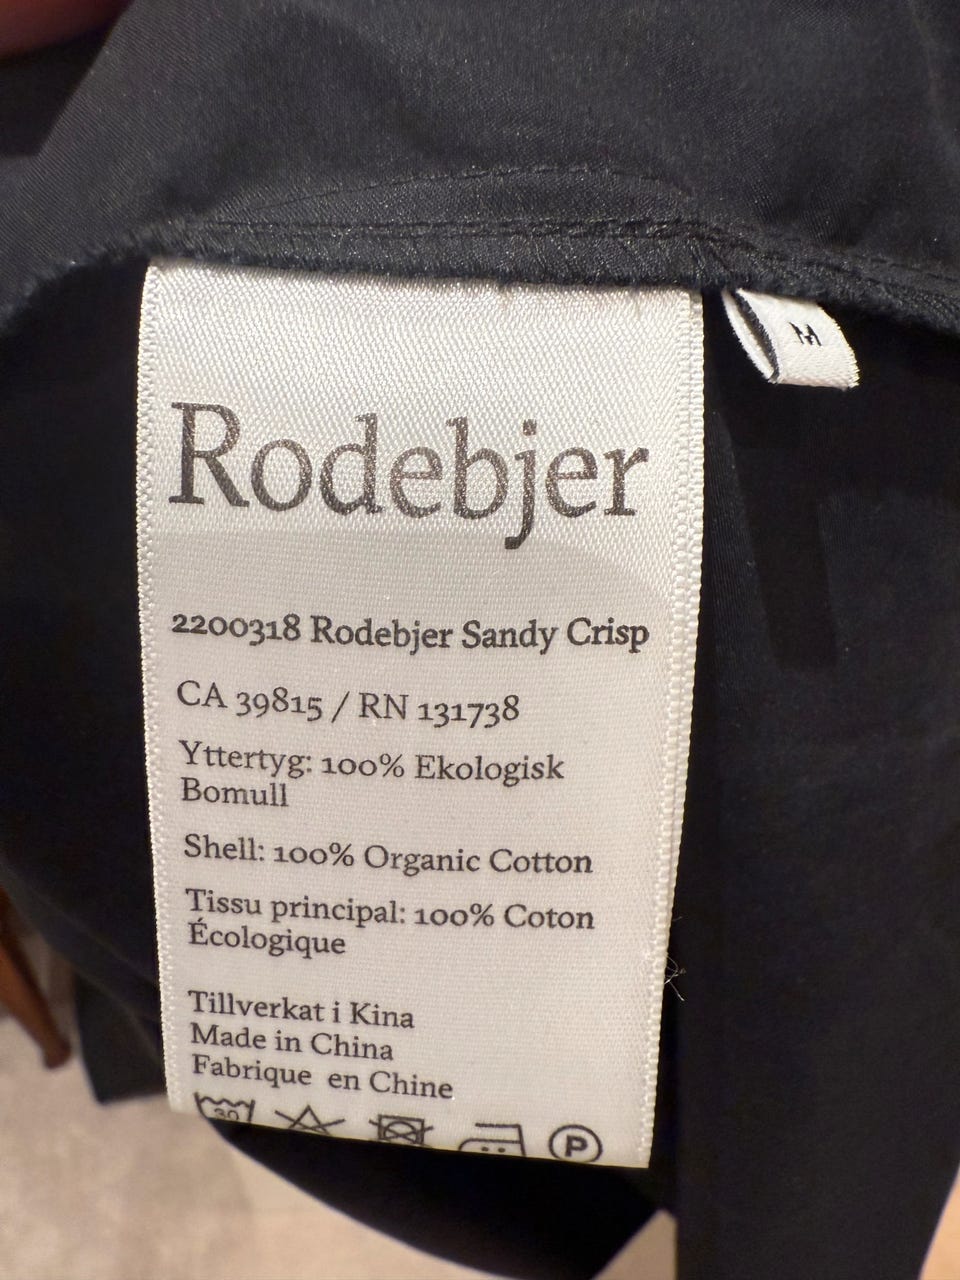 Rodebjer
M
2200318 Rodebjer Sandy Crisp
CA 39815 / RN 131738
Yttertyg: 100% Ekologisk
Bomull
Shell: 100% Organic Cotton
Tissu principal: 100% Coton
Écologique
Tillverkat i Kina
Made in China
Fabrique en Chine
30
P